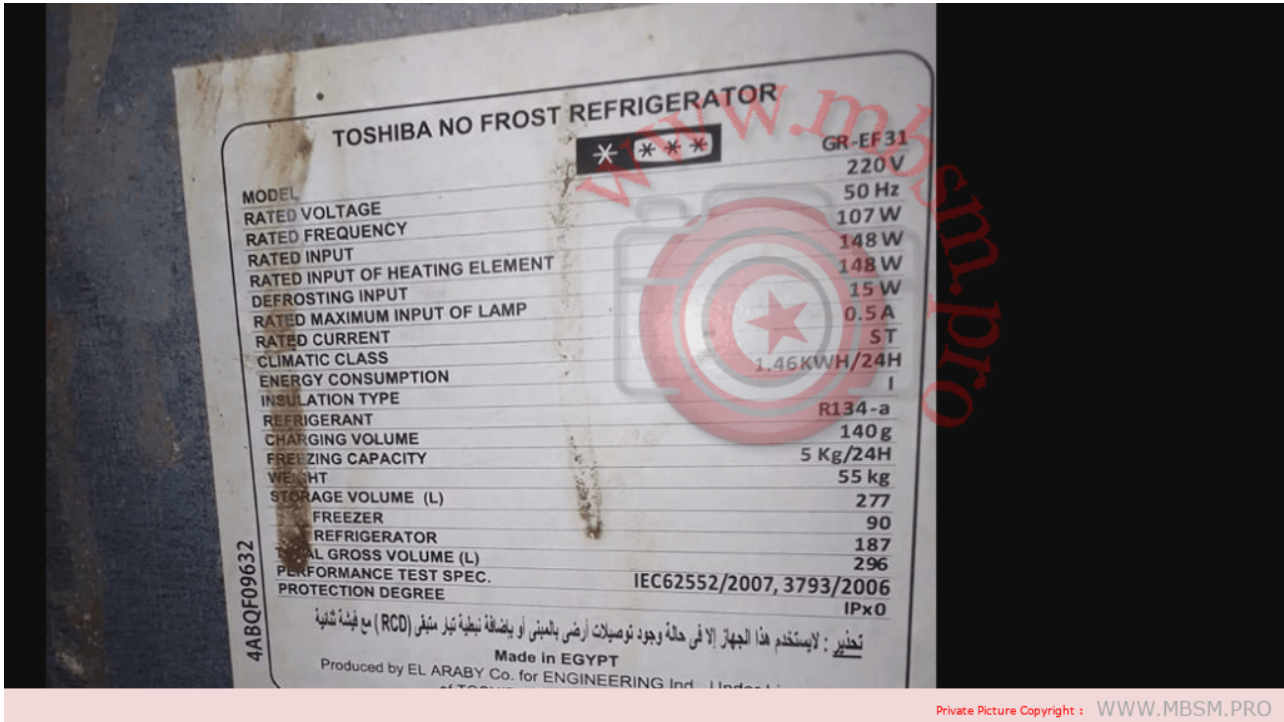 TOSHIBA NO FROST REFRIGERATOR
MODEL GR-EF31
RATED VOLTAGE 220 V
RATED FREQUENCY 50 Hz
RATED INPUT 107 W
RATED INPUT OF HEATING ELEMENT 148 W
DEFROSTING INPUT 148 W
RATED MAXIMUM INPUT OF LAMP 15 W
RATED CURRENT 0.5 A
CLIMATIC CLASS ST
ENERGY CONSUMPTION 1.46KWH/24H
INSULATION TYPE I
REFRIGERANT R134-a
CHARGING VOLUME 140 g
FREEZING CAPACITY 5 Kg/24H
WEIGHT 55 kg
STORAGE VOLUME (L) 277
FREEZER 90
REFRIGERATOR 187
TOTAL GROSS VOLUME (L) 296
PERFORMANCE TEST SPEC. IEC62552/2007, 3793/2006
PROTECTION DEGREE IPx0
تحذير : لايستخدم هذا الجهاز إلا فى حالة وجود توصيلات أرضى بالمبنى أو بإضافة نبطية تيار متبقى (RCD) مع فيشة ثنائية
Made in EGYPT
Produced by EL ARABY Co. for ENGINEERING Ind.
4ABQF09632
www.mbsm.pro
Private Picture Copyright : WWW.MBSM.PRO